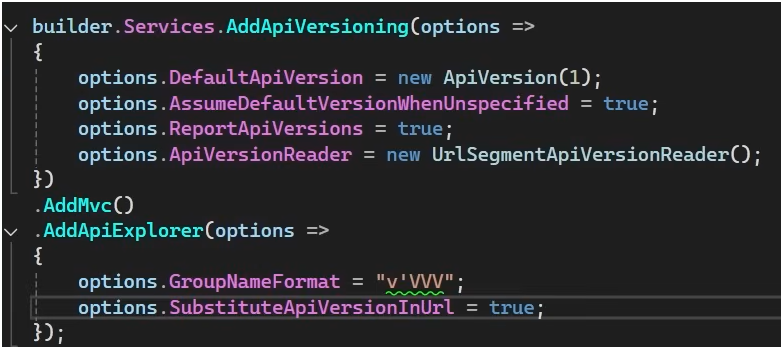 builder.Services.AddApiVersioning(options =>
{
    options.DefaultApiVersion = new ApiVersion(1);
    options.AssumeDefaultVersionWhenUnspecified = true;
    options.ReportApiVersions = true;
    options.ApiVersionReader = new UrlSegmentApiVersionReader();
})
.AddMvc()
.AddApiExplorer(options =>
{
    options.GroupNameFormat = "v'VVV";
    options.SubstituteApiVersionInUrl = true;
});